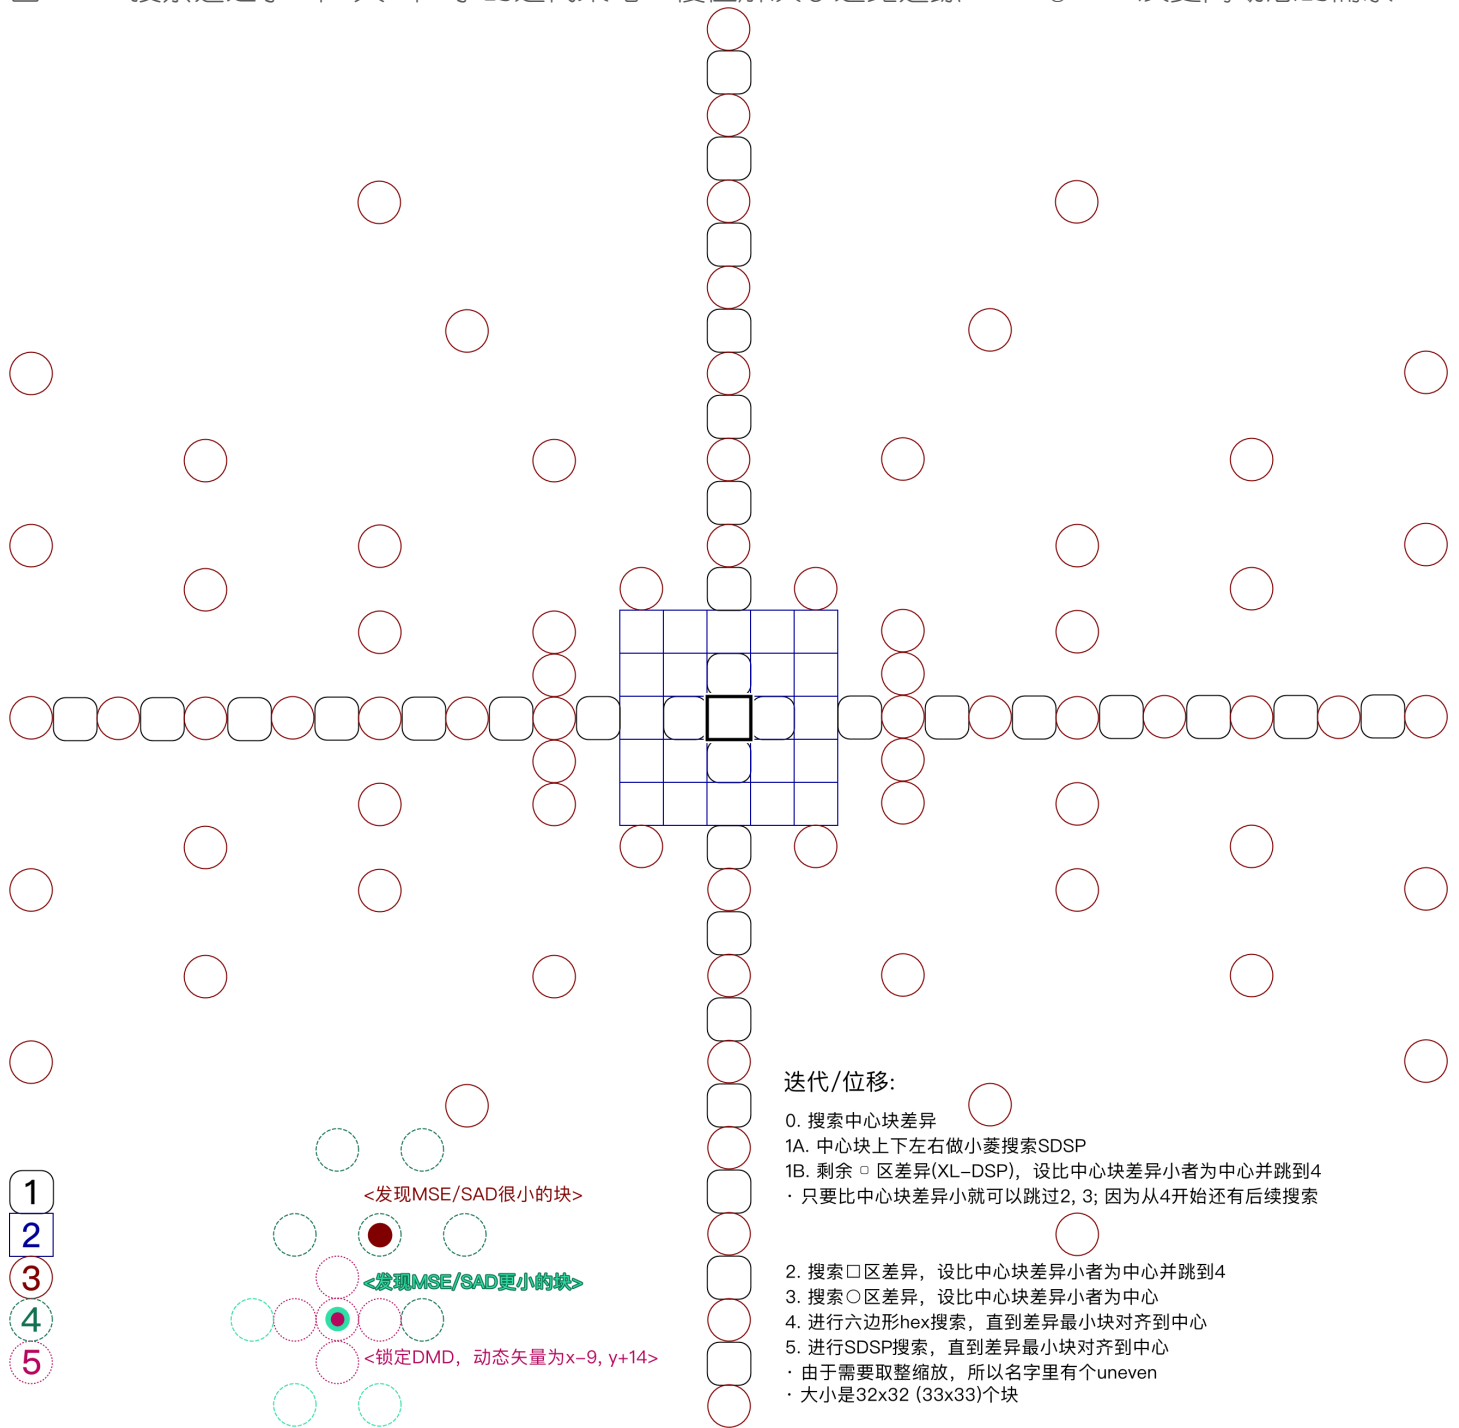 迭代/位移:
0. 搜索中心块差异
1A. 中心块上下左右做小菱搜索SDSP
1B. 剩余 ▢ 区差异(XL-DSP)，设比中心块差异小者为中心并跳到4
· 只要比中心块差异小就可以跳过2, 3; 因为从4开始还有后续搜索
2. 搜索□区差异，设比中心块差异小者为中心并跳到4
3. 搜索○区差异，设比中心块差异小者为中心
4. 进行六边形hex搜索，直到差异最小块对齐到中心
5. 进行SDSP搜索，直到差异最小块对齐到中心
· 由于需要取整缩放，所以名字里有个uneven
· 大小是32x32 (33x33)个块
1
2
3
4
5
<发现MSE/SAD很小的块>
<发现MSE/SAD更小的块>
<锁定DMD，动态矢量为x-9, y+14>